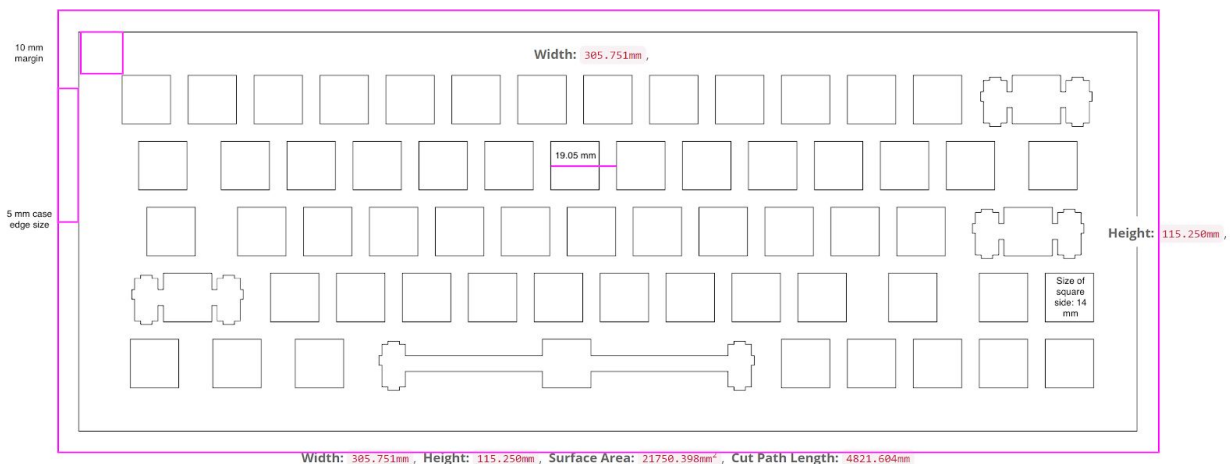 10 mm
margin
Width: 305.751mm ,
19.05 mm
5 mm case
edge size
Height: 115.250mm ,
Size of
square
side: 14
mm
Width: 305.751mm , Height: 115.250mm , Surface Area: 21750.398mm² , Cut Path Length: 4821.604mm